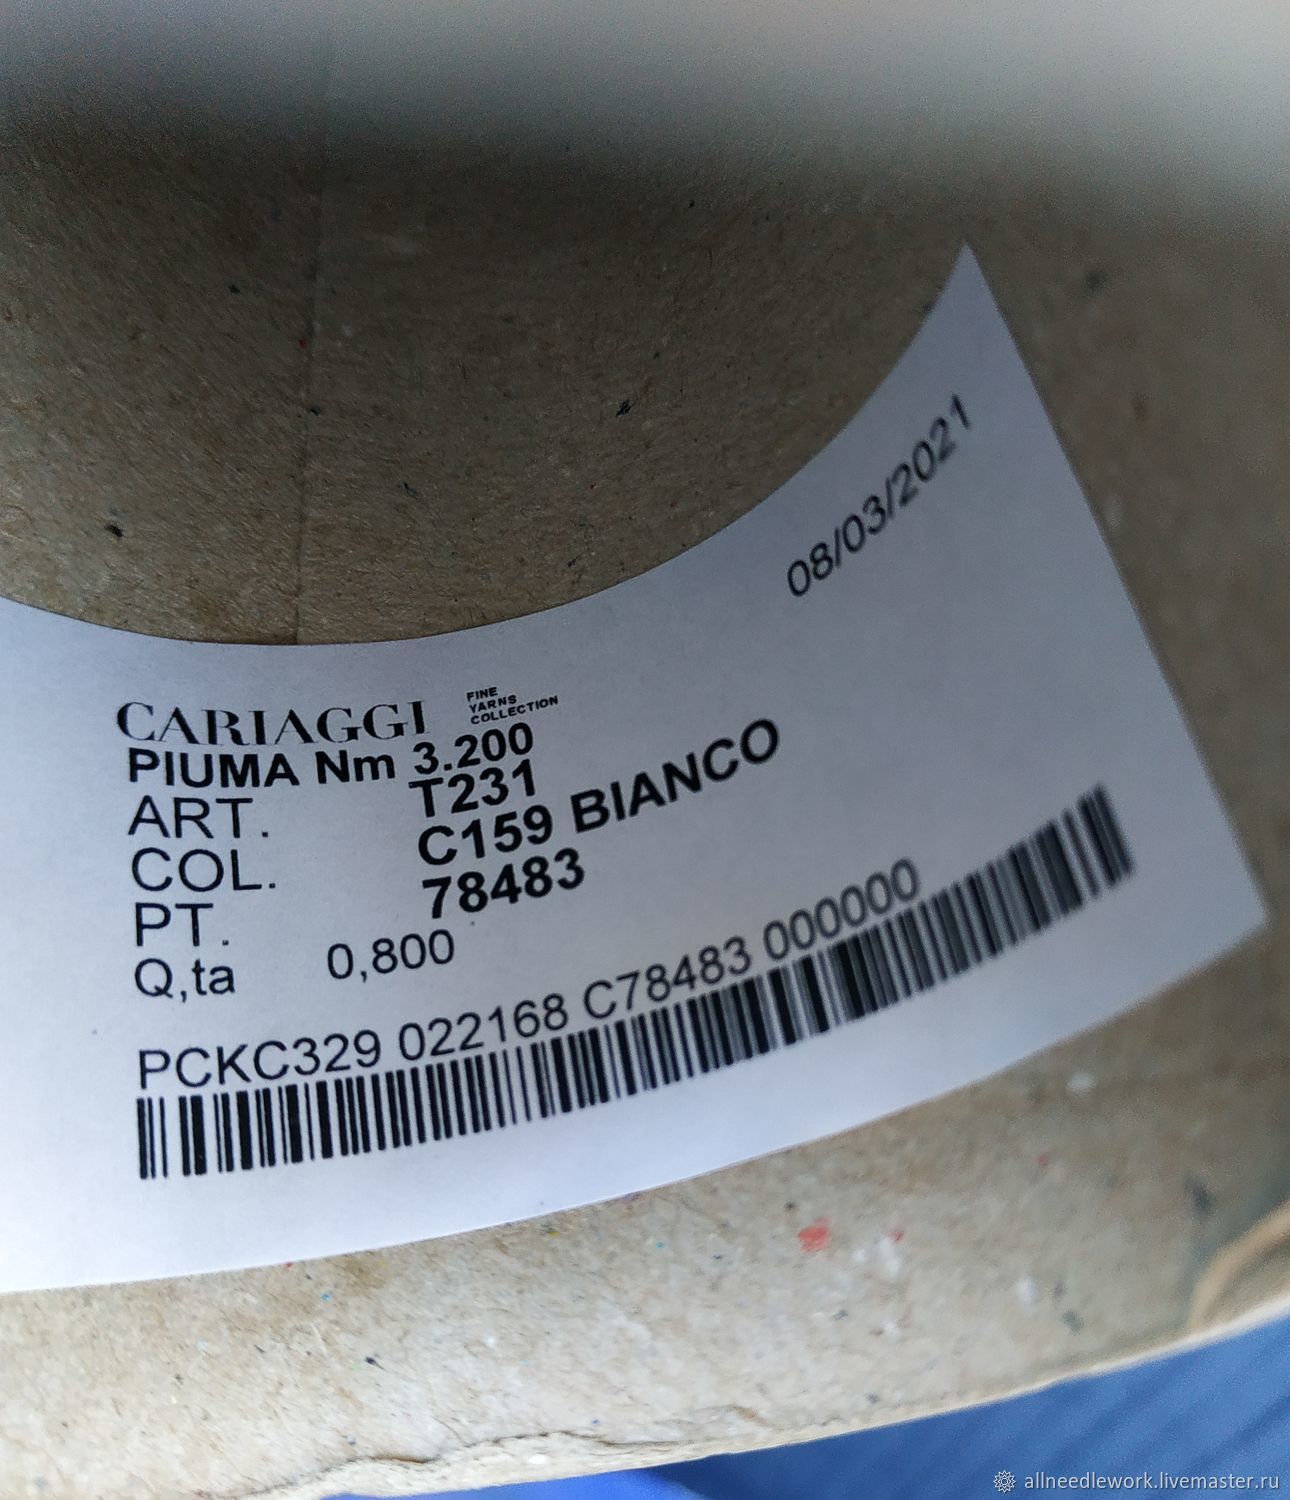 08/03/2021
CARIAGGI
FINE
YARNS
COLLECTION
PIUMA Nm 3.200
ART. T231
COL. C159 BIANCO
PT. 78483
Q,ta 0,800
PCKC329 022168 C78483 000000
allneedlework.livemaster.ru